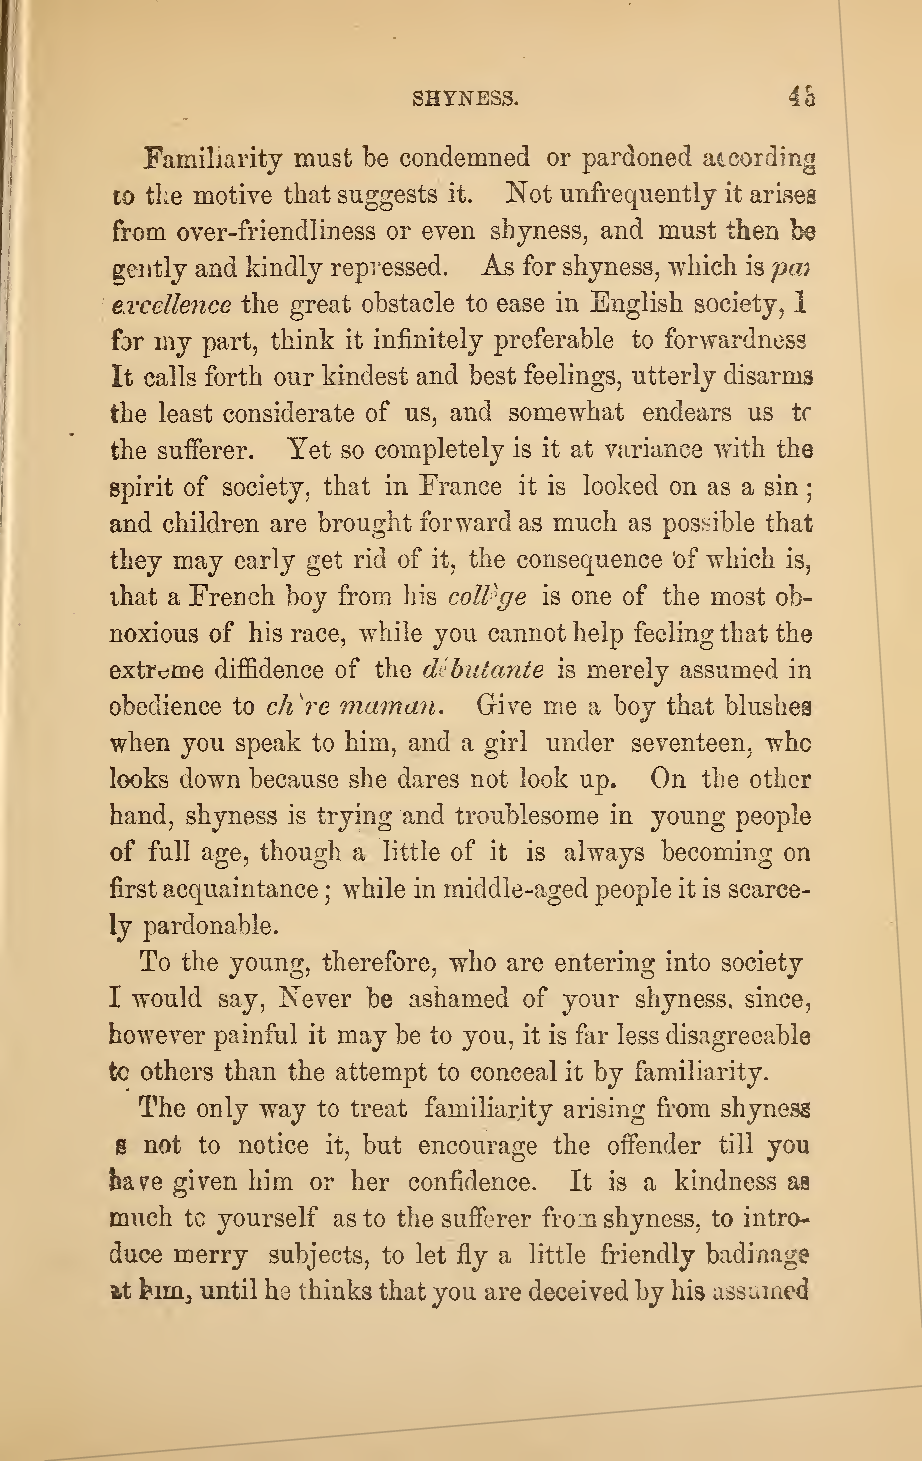 SHYNESS. 45
Familiarity must be condemned or pardoned according
to the motive that suggests it. Not unfrequently it arises
from over-friendliness or even shyness, and must then be
gently and kindly repressed. As for shyness, which is par
excellence the great obstacle to ease in English society, I
for my part, think it infinitely preferable to forwardness
It calls forth our kindest and best feelings, utterly disarms
the least considerate of us, and somewhat endears us to
the sufferer. Yet so completely is it at variance with the
spirit of society, that in France it is looked on as a sin;
and children are brought forward as much as possible that
they may early get rid of it, the consequence of which is,
that a French boy from his collège is one of the most ob-
noxious of his race, while you cannot help feeling that the
extreme diffidence of the débutante is merely assumed in
obedience to chère maman. Give me a boy that blushes
when you speak to him, and a girl under seventeen, who
looks down because she dares not look up. On the other
hand, shyness is trying and troublesome in young people
of full age, though a little of it is always becoming on
first acquaintance; while in middle-aged people it is scarce-
ly pardonable.
To the young, therefore, who are entering into society
I would say, Never be ashamed of your shyness, since,
however painful it may be to you, it is far less disagreeable
to others than the attempt to conceal it by familiarity.
The only way to treat familiarity arising from shyness
s not to notice it, but encourage the offender till you
have given him or her confidence. It is a kindness as
much to yourself as to the sufferer from shyness, to intro-
duce merry subjects, to let fly a little friendly badinage
at him, until he thinks that you are deceived by his assumed